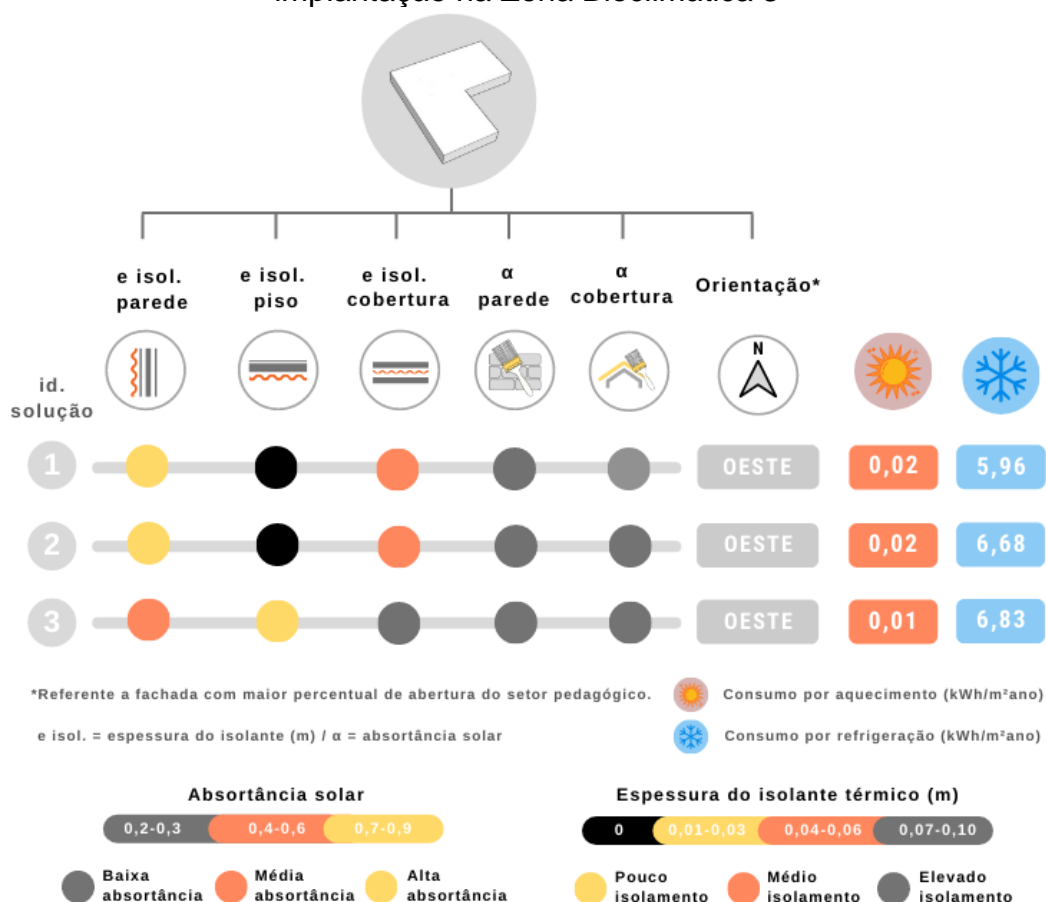 e isol.
parede
e isol.
piso
e isol.
cobertura
α
parede
α
cobertura
Orientação*
N
id.
solução
1 OESTE 0,02 5,96
2 OESTE 0,02 6,68
3 OESTE 0,01 6,83
*Referente a fachada com maior percentual de abertura do setor pedagógico.
Consumo por aquecimento (kWh/m²ano)
e isol. = espessura do isolante (m) / α = absortância solar
Consumo por refrigeração (kWh/m²ano)
Absortância solar
0,2-0,3 0,4-0,6 0,7-0,9
Baixa
absortância
Média
absortância
Alta
absortância
Espessura do isolante térmico (m)
0 0,01-0,03 0,04-0,06 0,07-0,10
Pouco
isolamento
Médio
isolamento
Elevado
isolamento